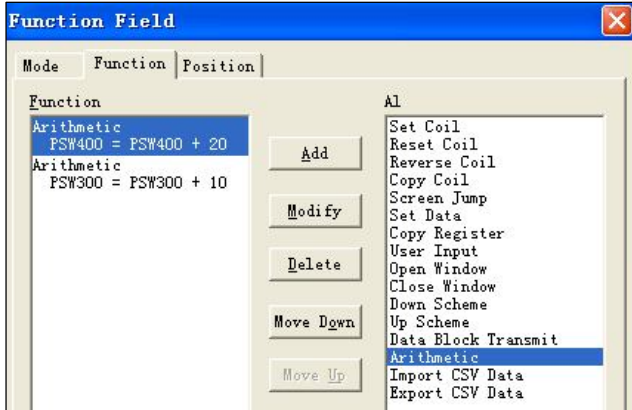 Function Field
Mode Function Position
Function
Arithmetic
PSW400 = PSW400 + 20
Arithmetic
PSW300 = PSW300 + 10
Add
Modify
Delete
Move Down
Move Up
Al
Set Coil
Reset Coil
Reverse Coil
Copy Coil
Screen Jump
Set Data
Copy Register
User Input
Open Window
Close Window
Down Scheme
Up Scheme
Data Block Transmit
Arithmetic
Import CSV Data
Export CSV Data